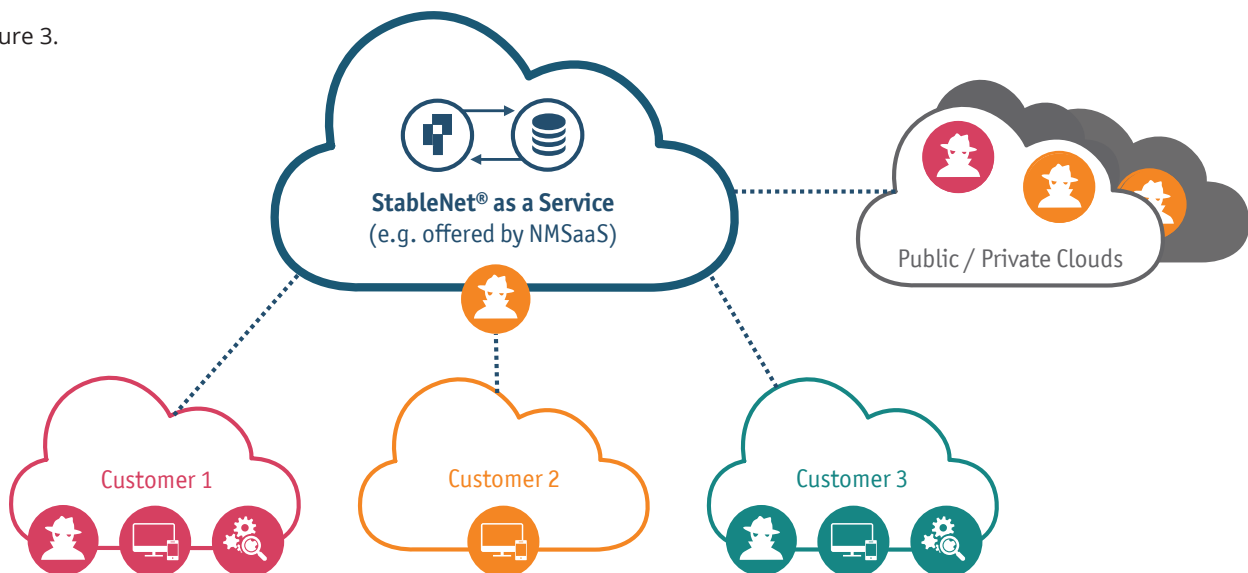 ure 3.
StableNet® as a Service
(e.g. offered by NMSaaS)
Public / Private Clouds
Customer 1
Customer 2
Customer 3